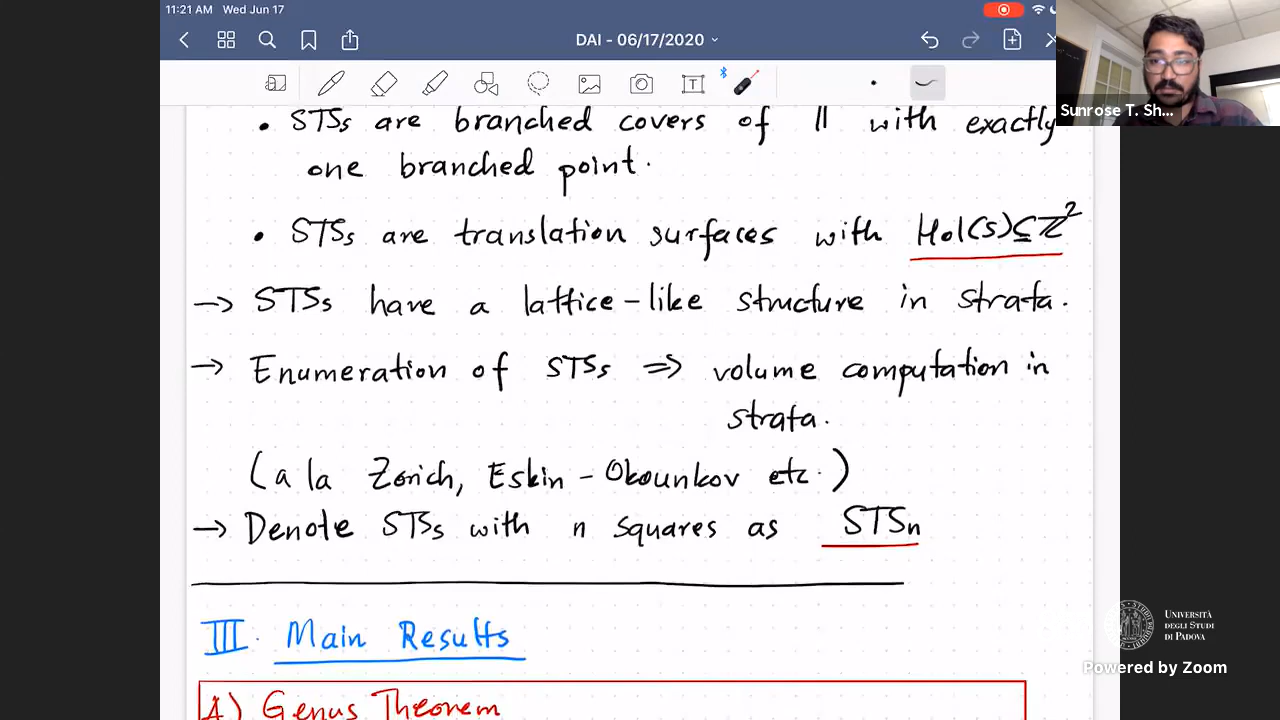 11:21 AM Wed Jun 17
DAI - 06/17/2020
T
Sunrose T. Sh...
• STSs are branched covers of 𝕋 with exactly
one branched point.
• STSs are translation surfaces with Hol(S)⊆ℤ²
→ STSs have a lattice-like structure in strata.
→ Enumeration of STSs ⇒ volume computation in
strata.
(a la Zorich, Eskin-Okounkov etc.)
→ Denote STSs with n squares as STSₙ
III. Main Results
A) Genus Theorem
UNIVERSITÀ
DEGLI STUDI
DI PADOVA
Powered by Zoom